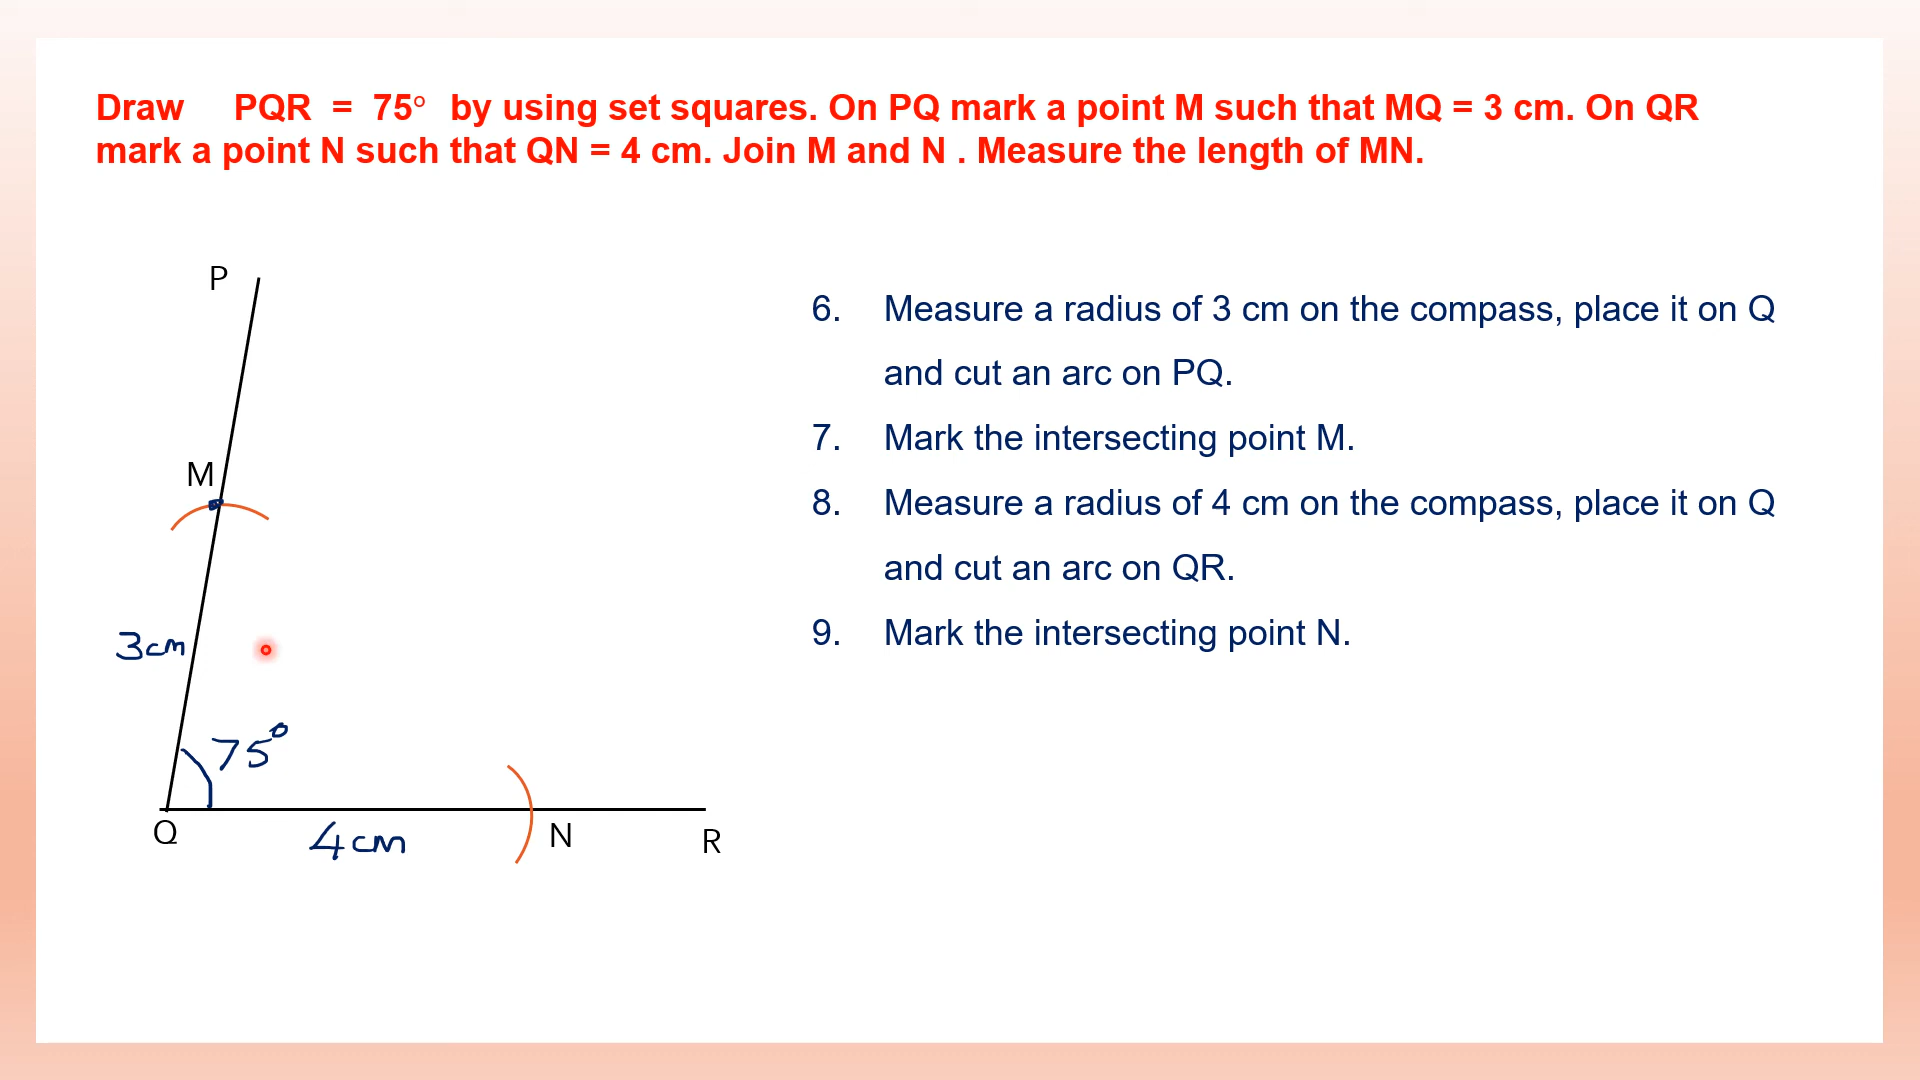 Draw PQR = 75° by using set squares. On PQ mark a point M such that MQ = 3 cm. On QR
mark a point N such that QN = 4 cm. Join M and N . Measure the length of MN.
P
M
3cm
75°
Q
4cm
N
R
6. Measure a radius of 3 cm on the compass, place it on Q
and cut an arc on PQ.
7. Mark the intersecting point M.
8. Measure a radius of 4 cm on the compass, place it on Q
and cut an arc on QR.
9. Mark the intersecting point N.